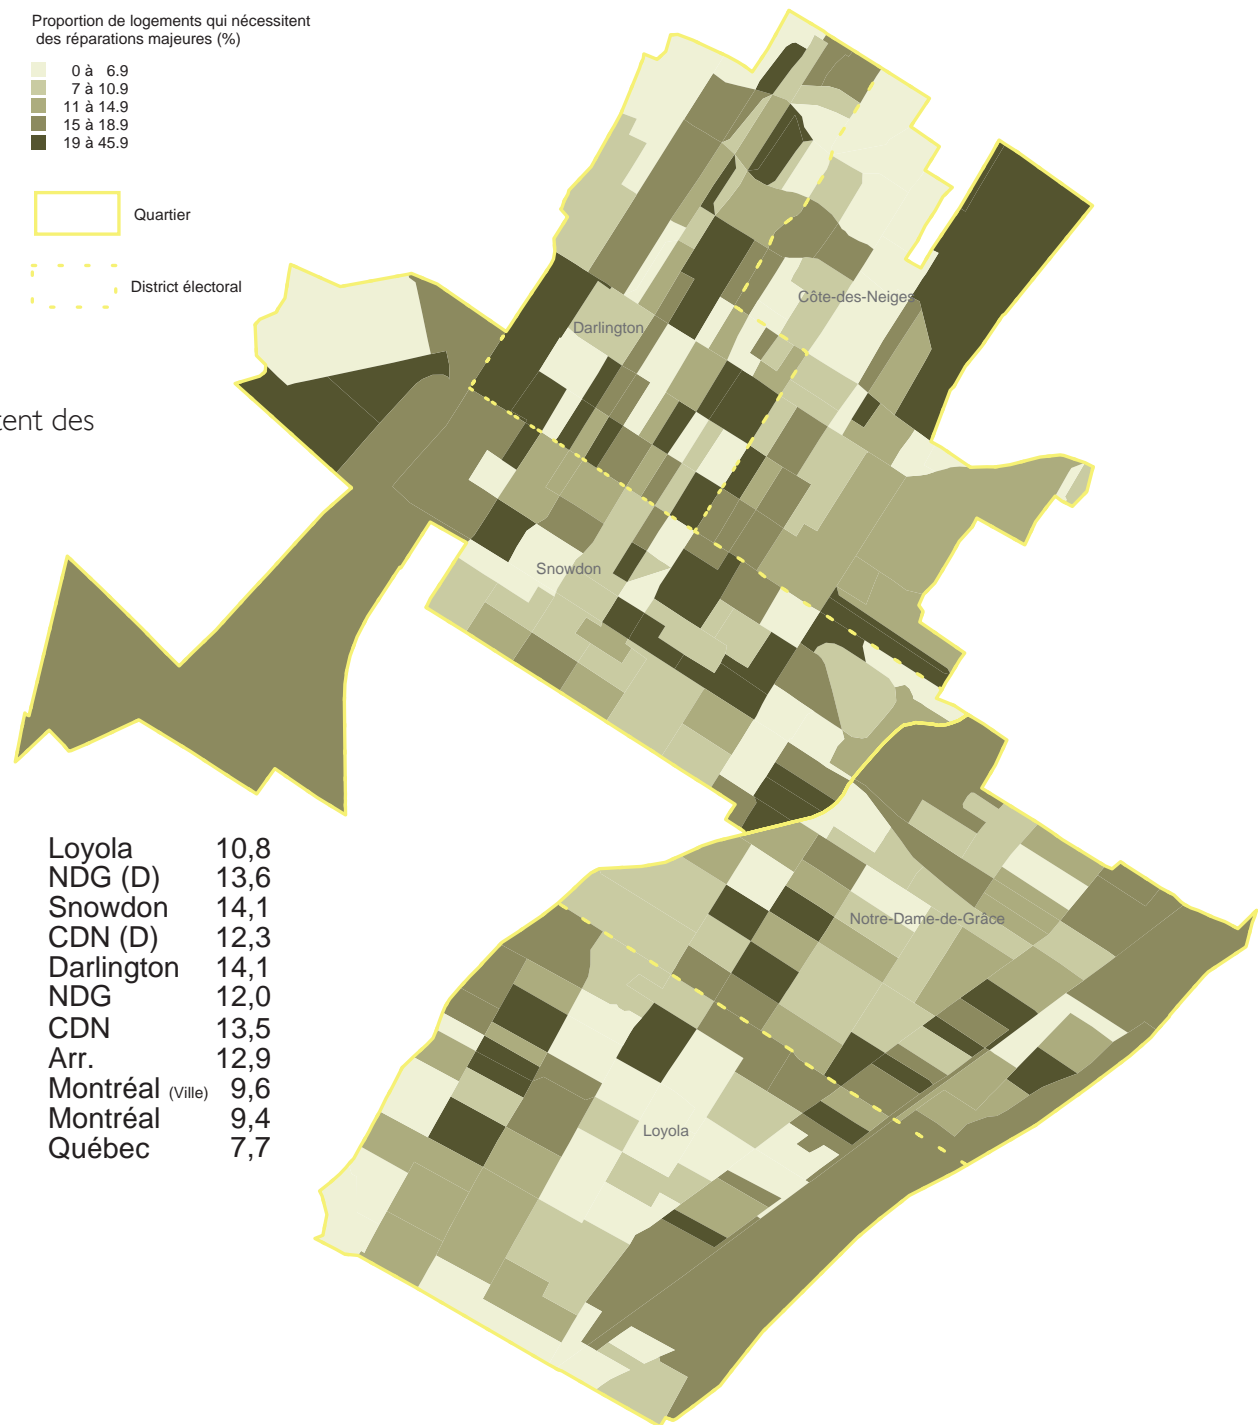 Proportion de logements qui nécessitent
des réparations majeures (%)
0 à 6.9
7 à 10.9
11 à 14.9
15 à 18.9
19 à 45.9
Quartier
District électoral
Côte-des-Neiges
Darlington
des
Snowdon
Loyola 10,8
NDG (D) 13,6
Snowdon 14,1
CDN (D) 12,3
Darlington 14,1
NDG 12,0
CDN 13,5
Arr. 12,9
Montréal (Ville) 9,6
Montréal 9,4
Québec 7,7
Notre-Dame-de-Grâce
Loyola